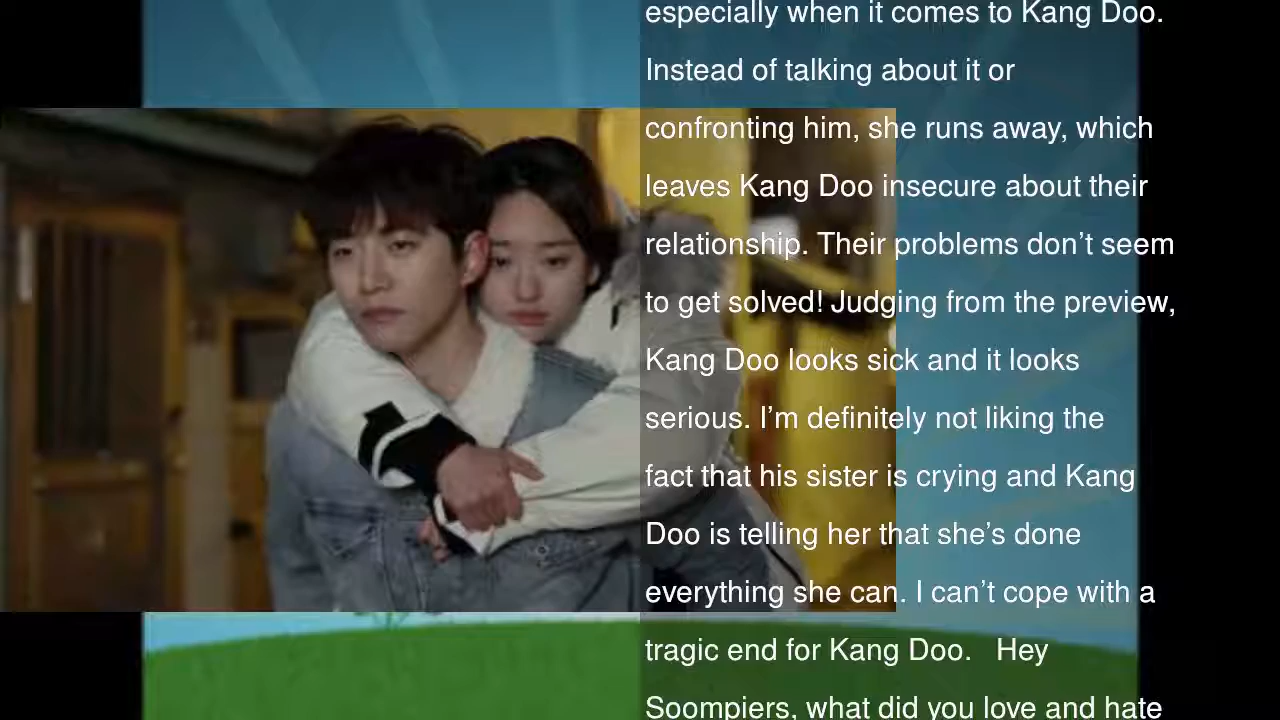 especially when it comes to Kang Doo.
Instead of talking about it or
confronting him, she runs away, which
leaves Kang Doo insecure about their
relationship. Their problems don’t seem
to get solved! Judging from the preview,
Kang Doo looks sick and it looks
serious. I’m definitely not liking the
fact that his sister is crying and Kang
Doo is telling her that she’s done
everything she can. I can’t cope with a
tragic end for Kang Doo.   Hey
Soompiers, what did you love and hate